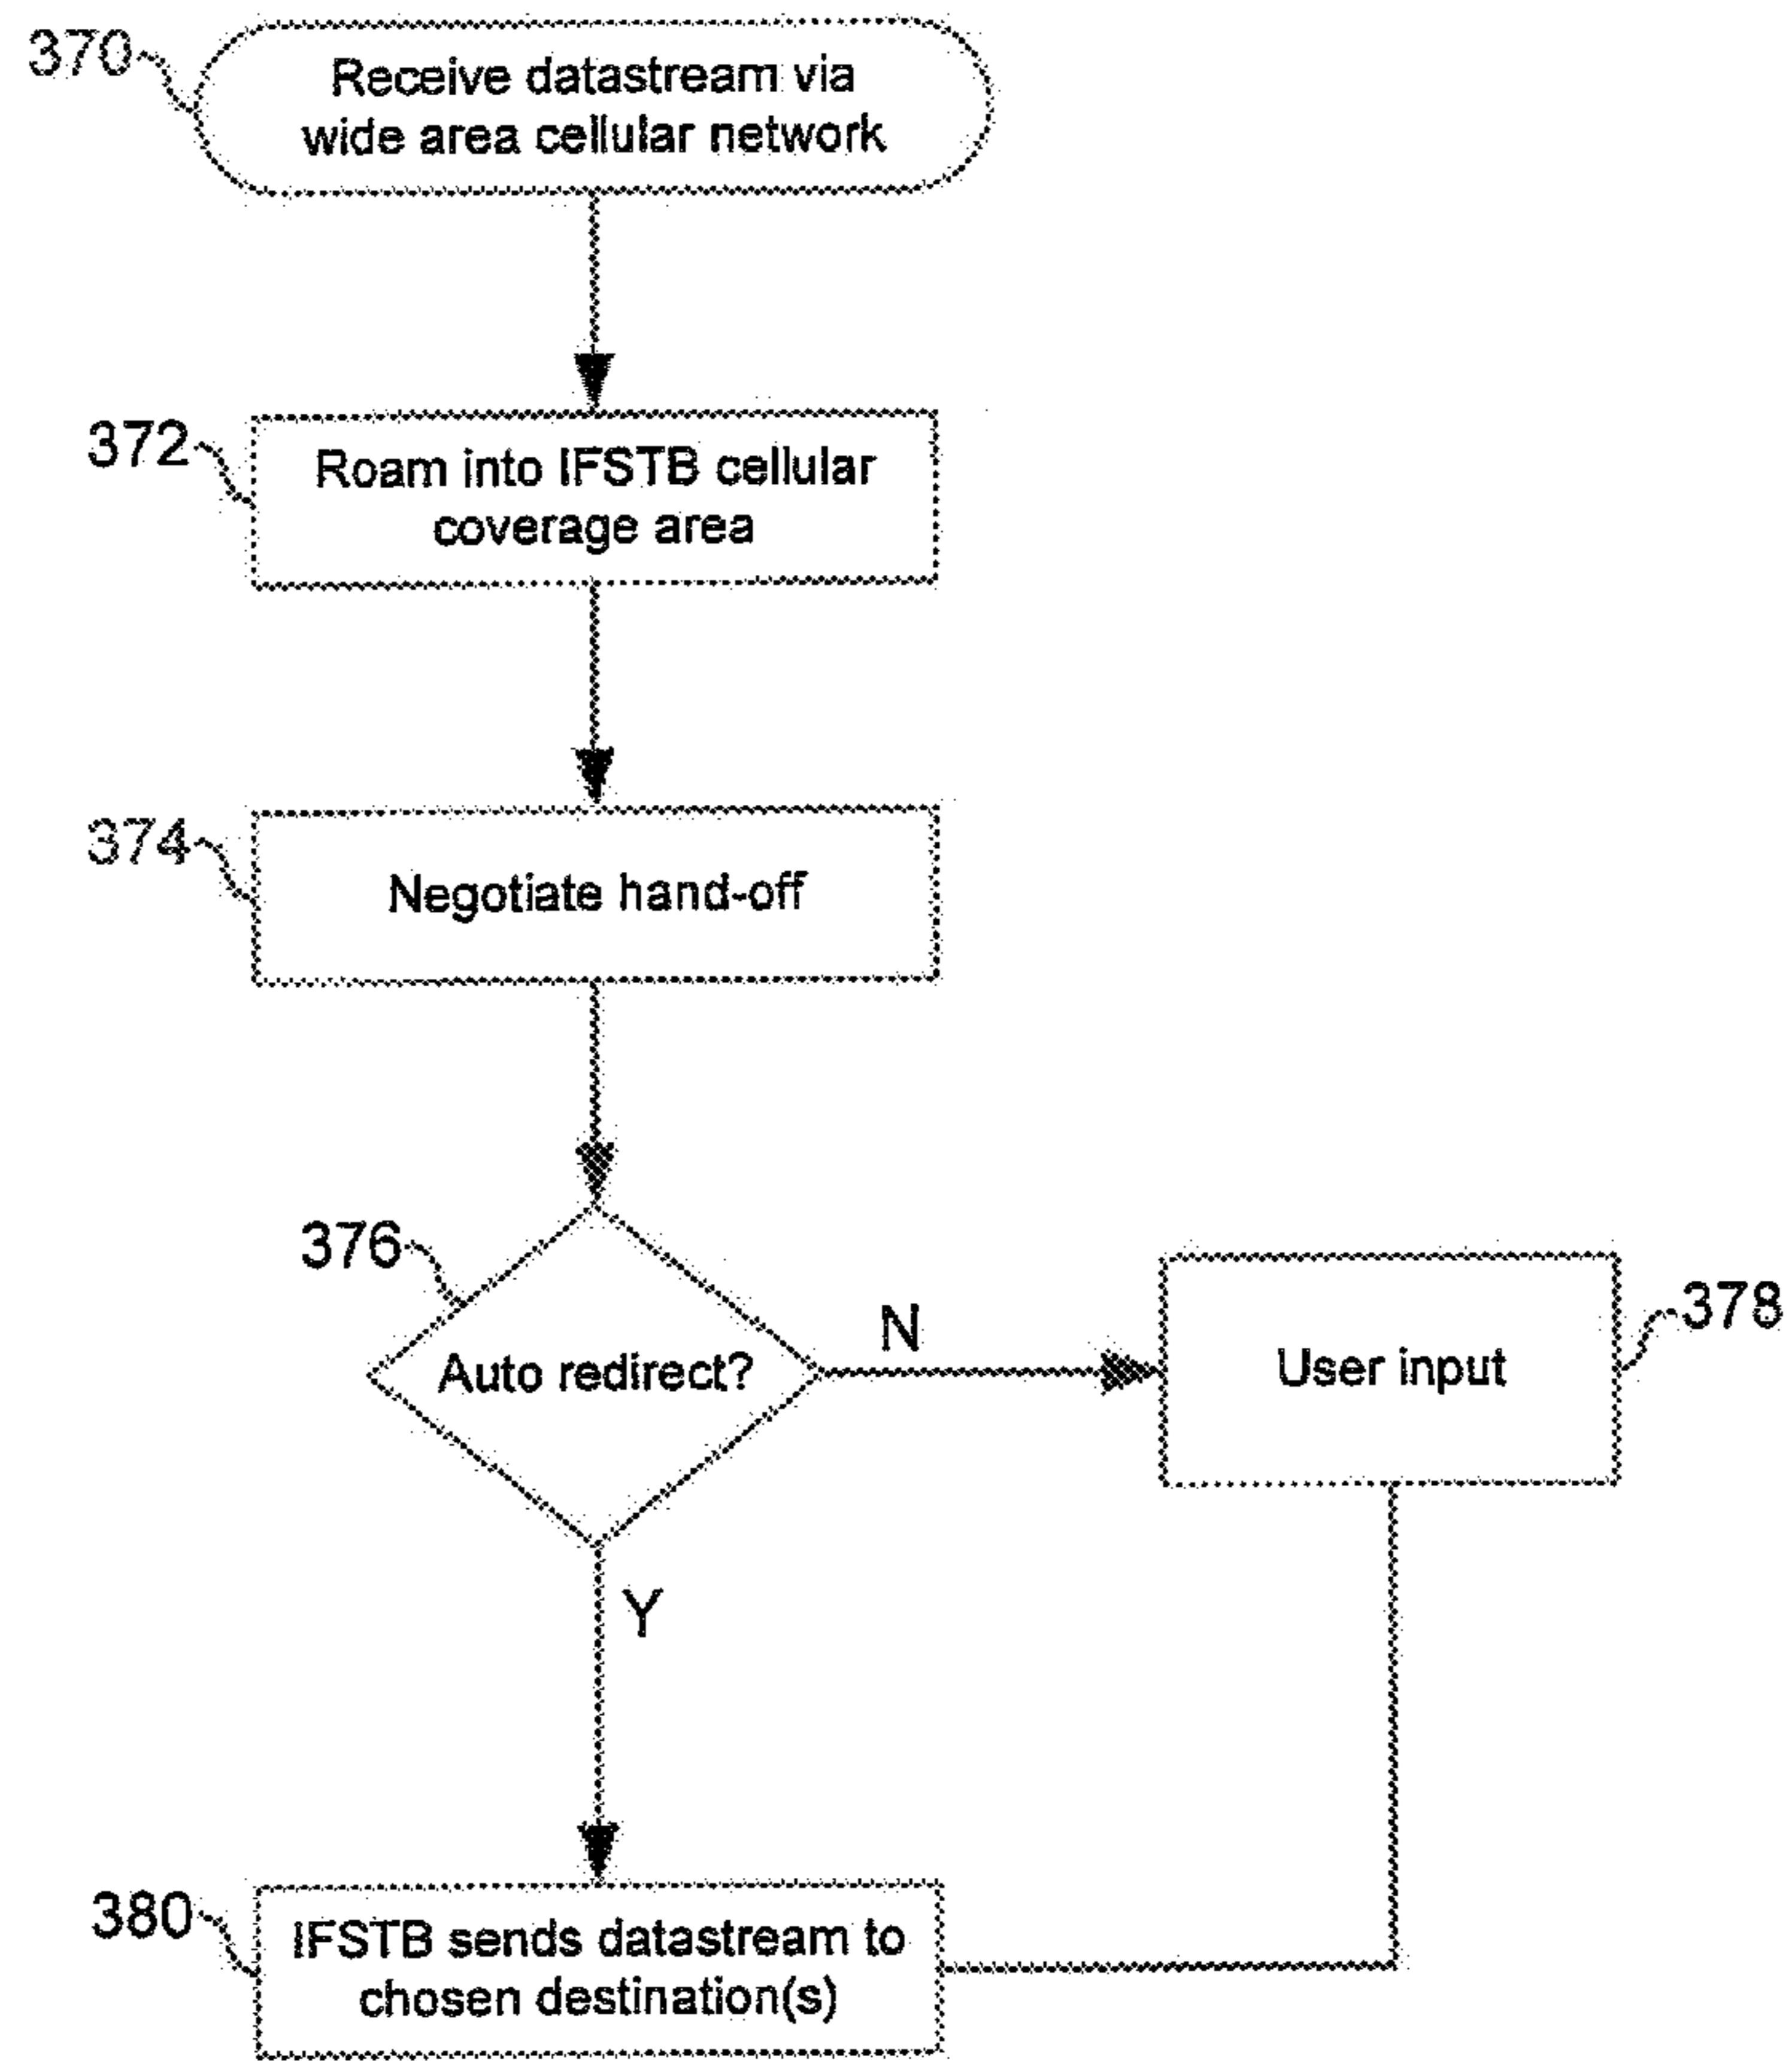 370
Receive datastream via
wide area cellular network
372
Roam into IFSTB cellular
coverage area
374
Negotiate hand-off
376
Auto redirect?
N
User input
378
Y
380
IFSTB sends datastream to
chosen destination(s)